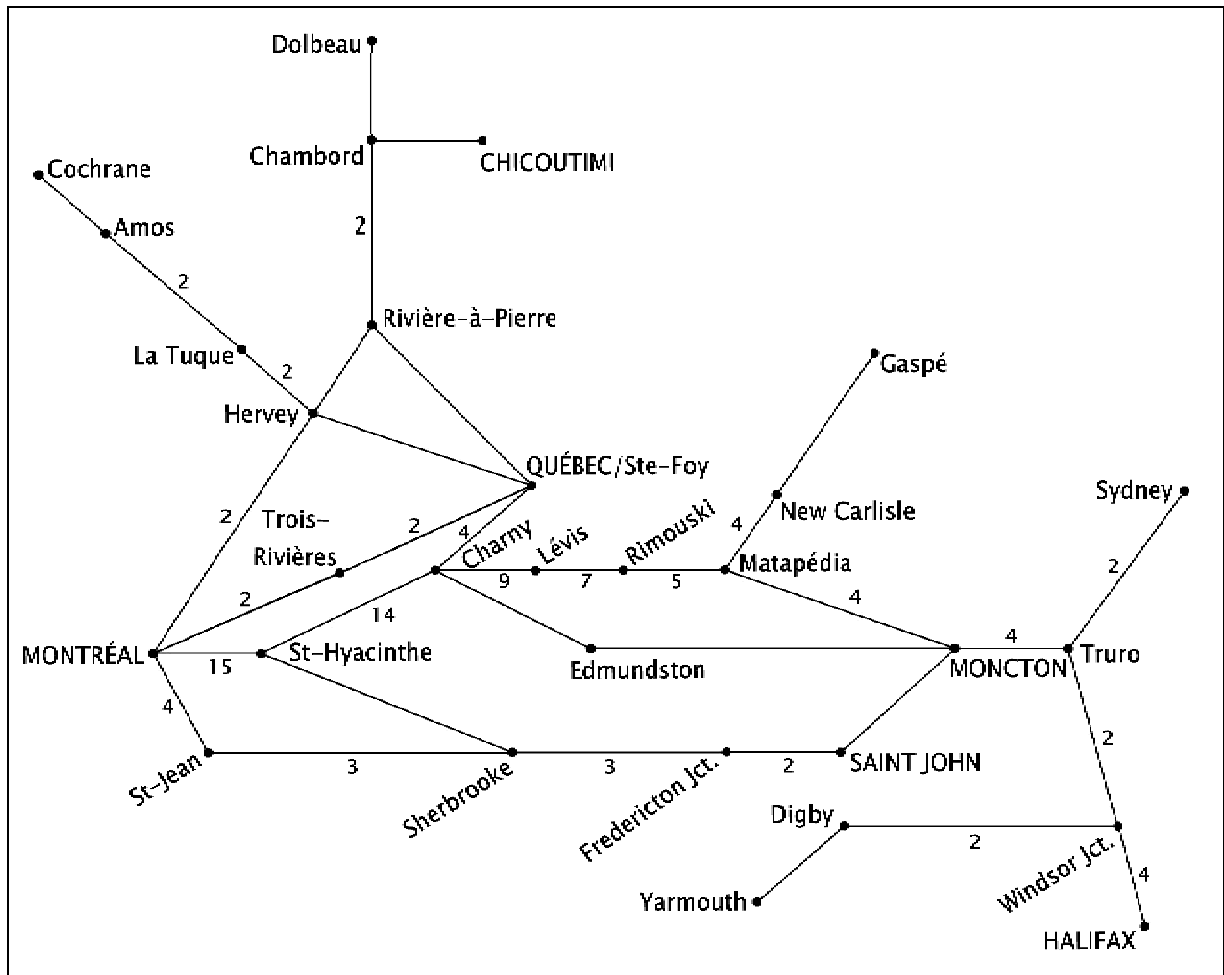 Dolbeau
Chambord
CHICOUTIMI
Cochrane
Amos
2
2
Rivière-à-Pierre
La Tuque
2
Gaspé
Hervey
QUÉBEC/Ste-Foy
Sydney
New Carlisle
2
Trois-
Rivières
2
4
Charny
Lévis
Rimouski
4
Matapédia
2
9
7
5
2
14
4
MONTRÉAL
15
St-Hyacinthe
Edmundston
MONCTON
4
Truro
4
St-Jean
3
Sherbrooke
3
Fredericton Jct.
2
SAINT JOHN
2
Digby
2
Windsor Jct.
Yarmouth
4
HALIFAX